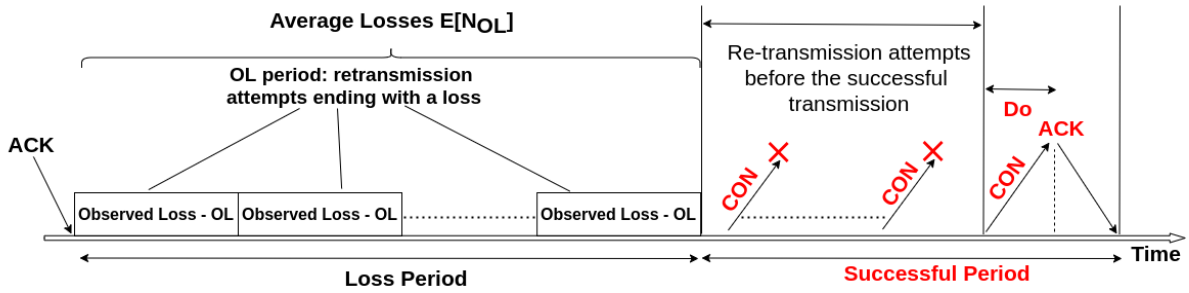 Average Losses E[NOL]
OL period: retransmission
attempts ending with a loss
Re-transmission attempts
before the successful
transmission
Do
ACK
ACK
CON
CON
CON
Observed Loss - OL
Observed Loss - OL
Observed Loss - OL
Time
Loss Period
Successful Period